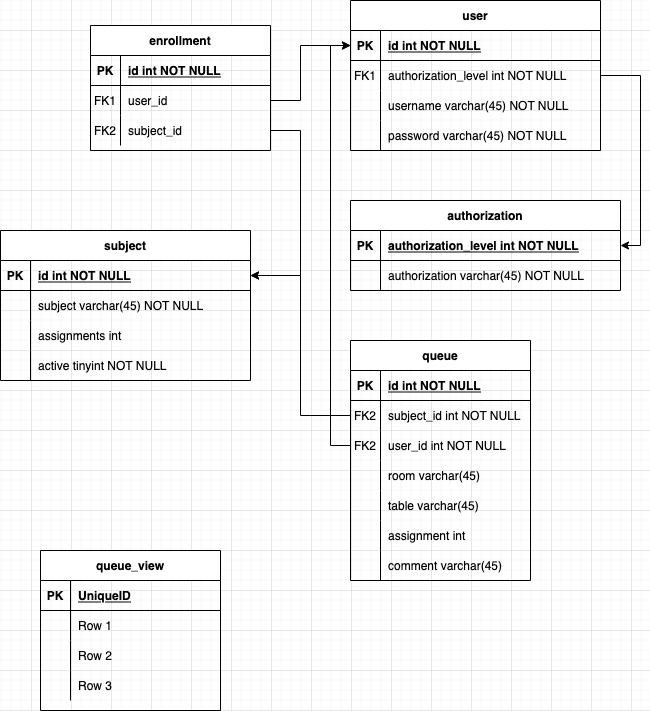 enrollment
PK id int NOT NULL
FK1 user_id
FK2 subject_id
user
PK id int NOT NULL
FK1 authorization_level int NOT NULL
username varchar(45) NOT NULL
password varchar(45) NOT NULL
authorization
PK authorization_level int NOT NULL
authorization varchar(45) NOT NULL
subject
PK id int NOT NULL
subject varchar(45) NOT NULL
assignments int
active tinyint NOT NULL
queue
PK id int NOT NULL
FK2 subject_id int NOT NULL
FK2 user_id int NOT NULL
room varchar(45)
table varchar(45)
assignment int
comment varchar(45)
queue_view
PK UniqueID
Row 1
Row 2
Row 3